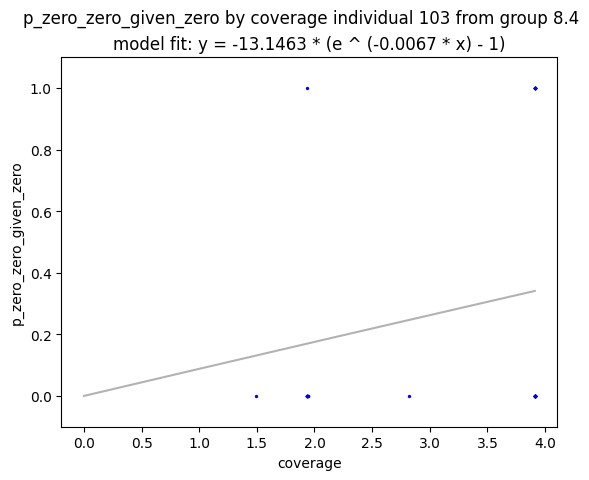 p_zero_zero_given_zero by coverage individual 103 from group 8.4
model fit: y = -13.1463 * (e ^ (-0.0067 * x) - 1)
p_zero_zero_given_zero
1.0
0.8
0.6
0.4
0.2
0.0
0.0 0.5 1.0 1.5 2.0 2.5 3.0 3.5 4.0
coverage